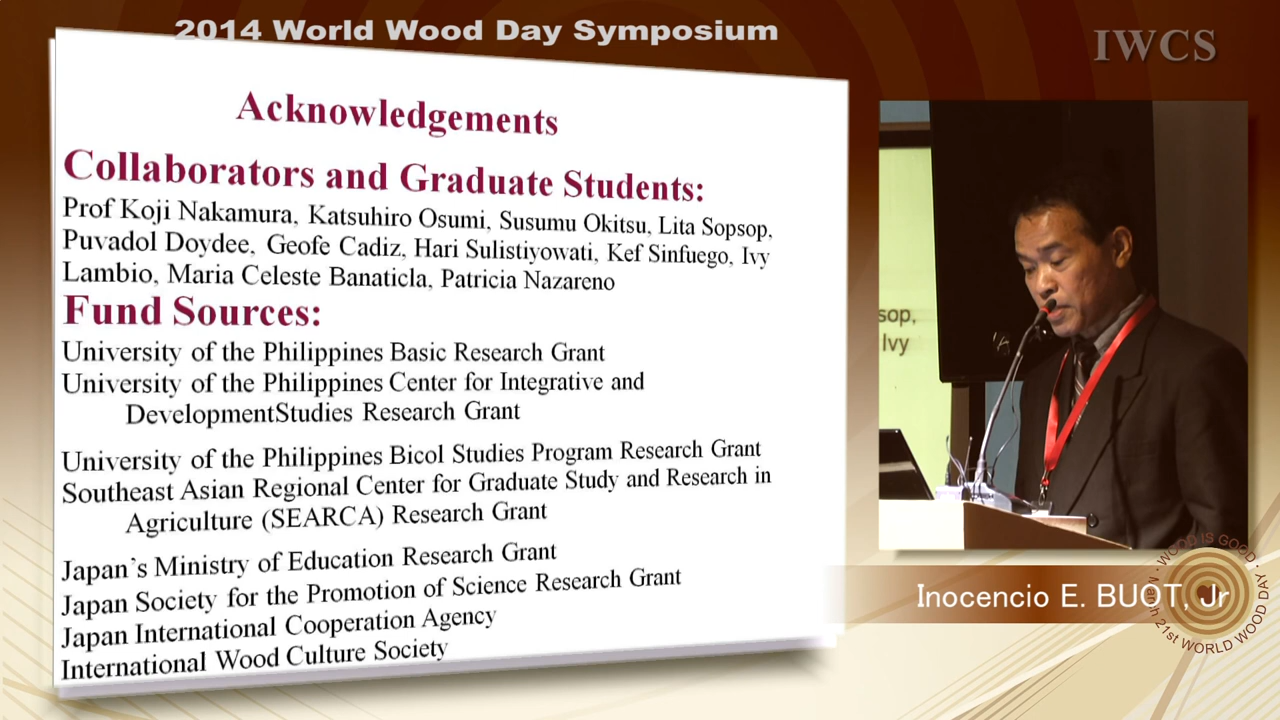 2014 World Wood Day Symposium
IWCS
Acknowledgements
Collaborators and Graduate Students:
Prof Koji Nakamura, Katsuhiro Osumi, Susumu Okitsu, Lita Sopsop,
Puvadol Doydee, Geofe Cadiz, Hari Sulistiyowati, Kef Sinfuego, Ivy
Lambio, Maria Celeste Banaticla, Patricia Nazareno
Fund Sources:
University of the Philippines Basic Research Grant
University of the Philippines Center for Integrative and
DevelopmentStudies Research Grant
University of the Philippines Bicol Studies Program Research Grant
Southeast Asian Regional Center for Graduate Study and Research in
Agriculture (SEARCA) Research Grant
Japan's Ministry of Education Research Grant
Japan Society for the Promotion of Science Research Grant
Japan International Cooperation Agency
International Wood Culture Society
sop,
Ivy
Inocencio E. BUOT, Jr
WOOD IS GOOD
March 21st WORLD WOOD DAY